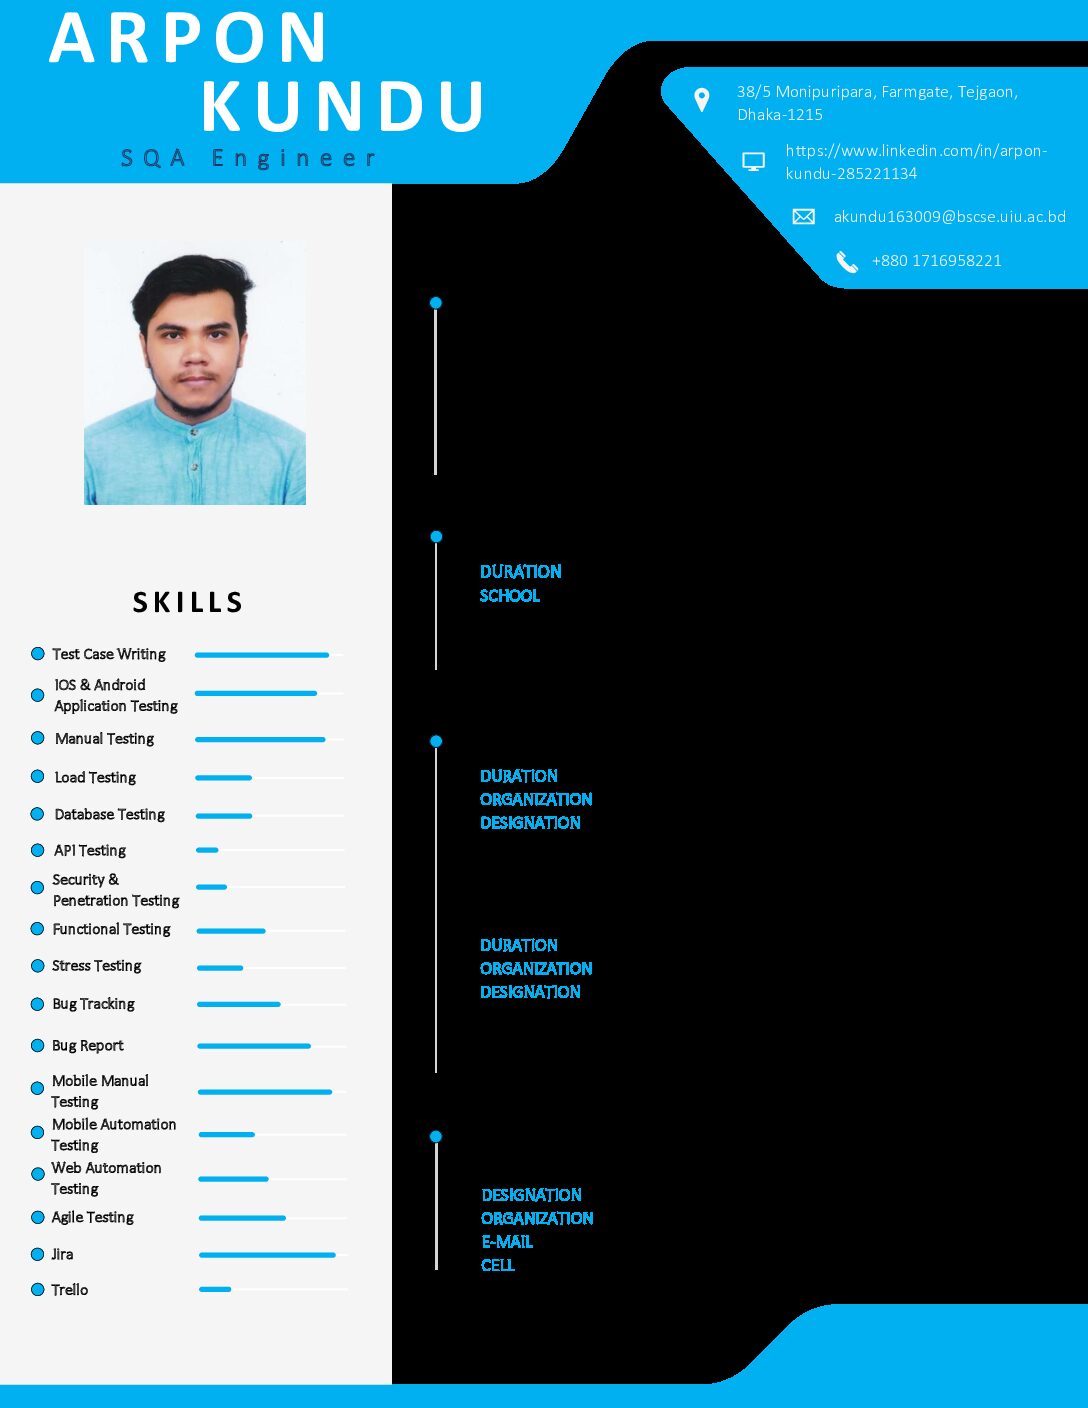 ARPON
KUNDU
SQA Engineer
38/5 Monipuripara, Farmgate, Tejgaon,
Dhaka-1215
https://www.linkedin.com/in/arpon-
kundu-285221134
akundu163009@bscse.uiu.ac.bd
+880 1716958221
SKILLS
Test Case Writing
IOS & Android
Application Testing
Manual Testing
Load Testing
Database Testing
API Testing
Security &
Penetration Testing
Functional Testing
Stress Testing
Bug Tracking
Bug Report
Mobile Manual
Testing
Mobile Automation
Testing
Web Automation
Testing
Agile Testing
Jira
Trello
DURATION
SCHOOL
DURATION
ORGANIZATION
DESIGNATION
DURATION
ORGANIZATION
DESIGNATION
DESIGNATION
ORGANIZATION
E-MAIL
CELL